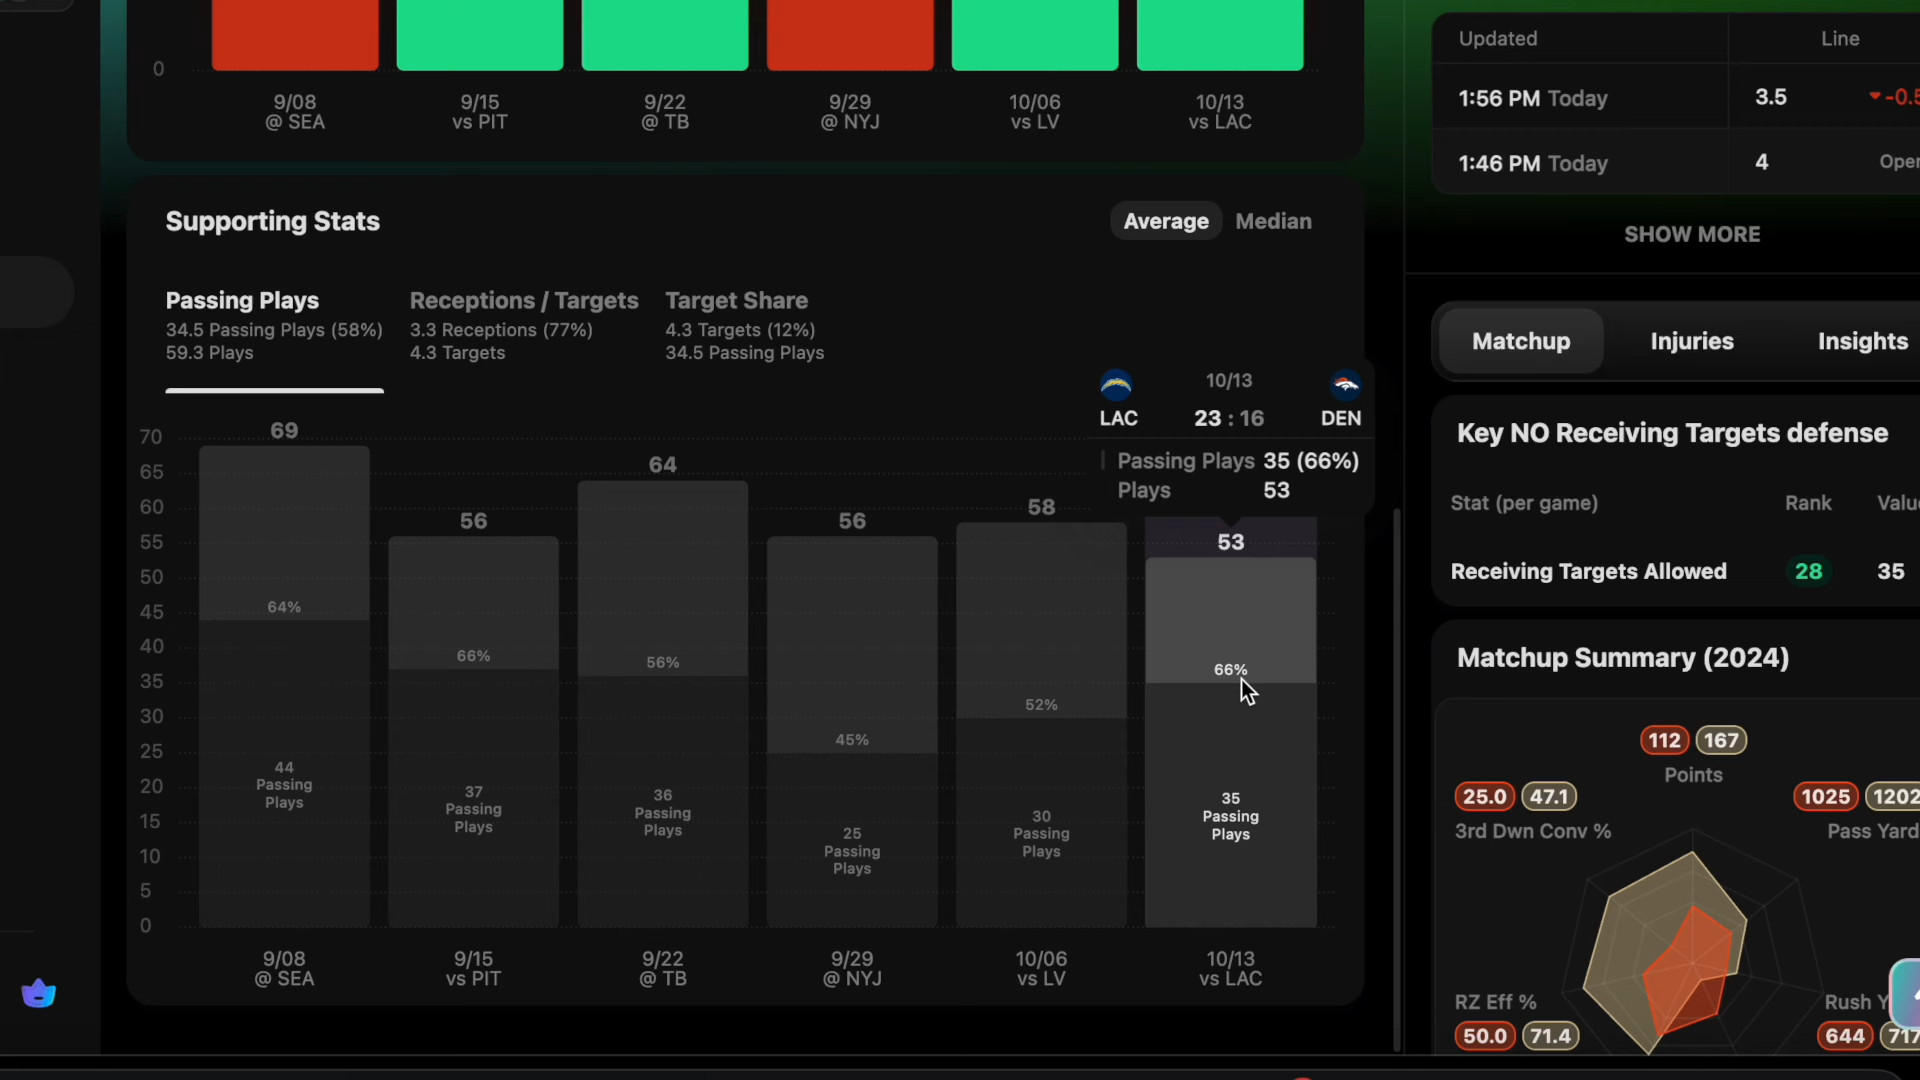 0
9/08
@ SEA
9/15
vs PIT
9/22
@ TB
9/29
@ NYJ
10/06
vs LV
10/13
vs LAC
Supporting Stats
Average Median
Passing Plays
34.5 Passing Plays (58%)
59.3 Plays
Receptions / Targets
3.3 Receptions (77%)
4.3 Targets
Target Share
4.3 Targets (12%)
34.5 Passing Plays
10/13
LAC 23 : 16 DEN
Passing Plays 35 (66%)
Plays 53
70
65
60
55
50
45
40
35
30
25
20
15
10
5
0
69
64%
44
Passing
Plays
9/08
@ SEA
56
66%
37
Passing
Plays
9/15
vs PIT
64
56%
36
Passing
Plays
9/22
@ TB
56
45%
25
Passing
Plays
9/29
@ NYJ
58
52%
30
Passing
Plays
10/06
vs LV
53
66%
35
Passing
Plays
10/13
vs LAC
Updated Line
1:56 PM Today 3.5 -0.5
1:46 PM Today 4 Oper
SHOW MORE
Matchup Injuries Insights
Key NO Receiving Targets defense
Stat (per game) Rank Value
Receiving Targets Allowed 28 35
Matchup Summary (2024)
112 167
Points
25.0 47.1
3rd Dwn Conv %
1025 1202
Pass Yard
RZ Eff %
50.0 71.4
Rush Y
644 717